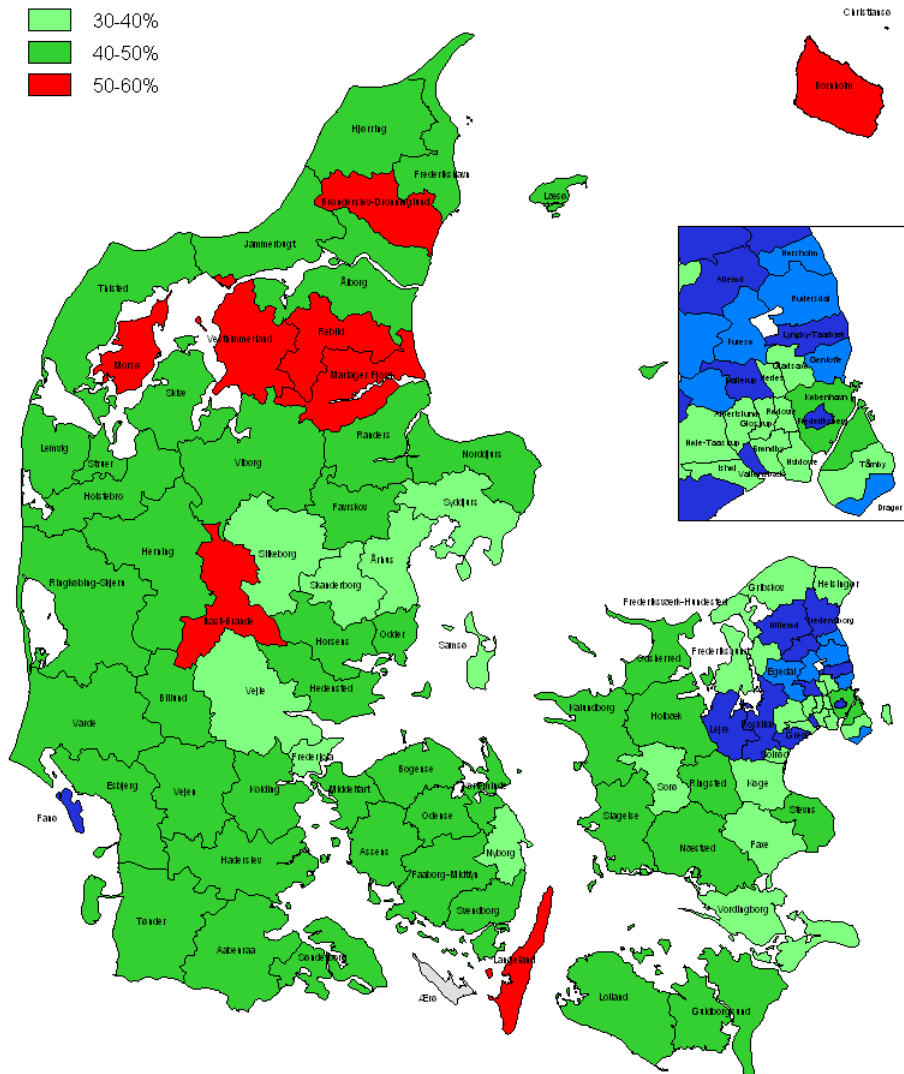 30-40%
40-50%
50-60%
Christiansø
Bornholm
Hjørring
Frederikshavn
Brønderslev-Dronninglund
Læsø
Jammerbugt
Thisted
Ålborg
Vesthimmerland
Rebild
Morsø
Mariager Fjord
Skive
Lemvig
Struer
Viborg
Randers
Norddjurs
Holstebro
Favrskov
Syddjurs
Herning
Silkeborg
Århus
Ringkøbing-Skjern
Skanderborg
Ikast-Brande
Horsens
Odder
Samsø
Billund
Vejle
Hedensted
Varde
Fredericia
Esbjerg
Vejen
Kolding
Fanø
Haderslev
Tønder
Aabenraa
Sønderborg
Middelfart
Bogense
Kerteminde
Odense
Assens
Nyborg
Faaborg-Midtfyn
Svendborg
Langeland
Ærø
Allerød
Hørsholm
Rudersdal
Furesø
Lyngby-Taarbæk
Gentofte
Gladsaxe
Ballerup
Herlev
København
Albertslund
Rødovre
Frederiksberg
Glostrup
Høje-Taastrup
Brøndby
Hvidovre
Ishøj
Vallensbæk
Tårnby
Dragør
Gribskov
Helsingør
Frederiksværk-Hundested
Hillerød
Fredensborg
Frederikssund
Odsherred
Egedal
Kalundborg
Holbæk
Lejre
Roskilde
Greve
Solrød
Sorø
Ringsted
Køge
Slagelse
Stevns
Næstved
Faxe
Vordingborg
Lolland
Guldborgsund